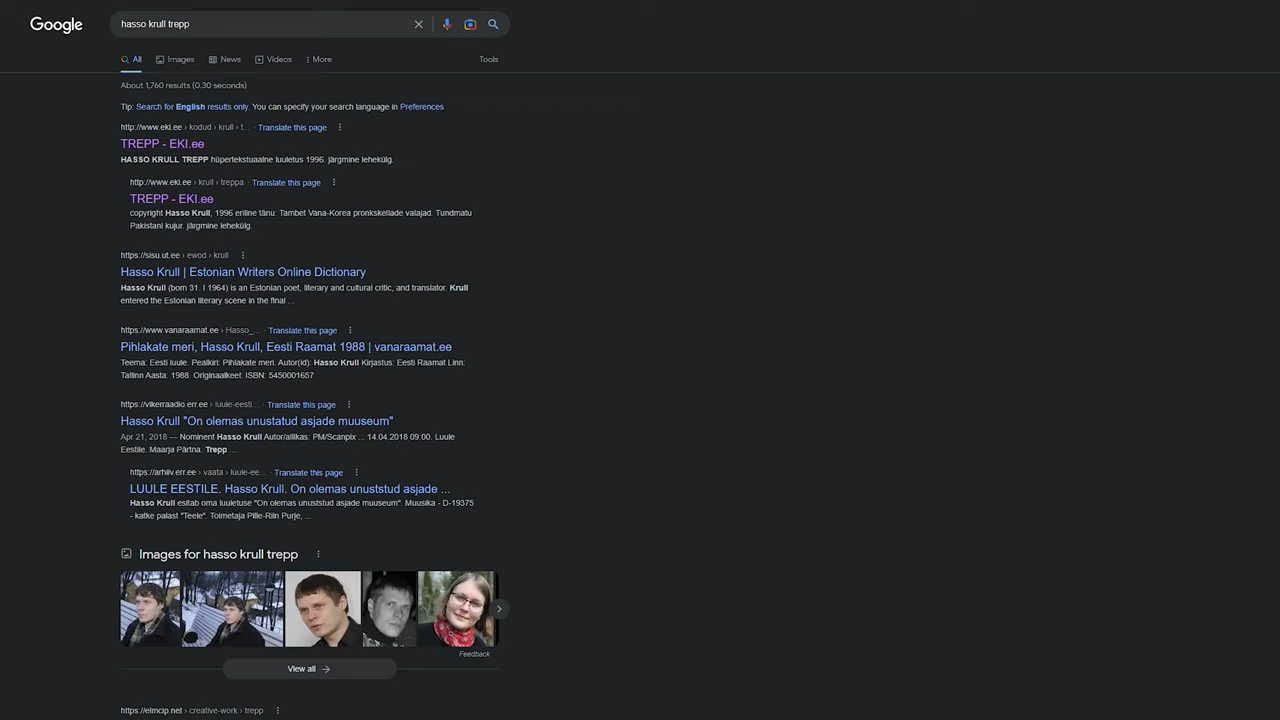 Google
hasso krull trepp
All Images News Videos More Tools
About 1,760 results (0.30 seconds)
Tip: Search for English results only. You can specify your search language in Preferences
http://www.eki.ee › kodud › krull › t... · Translate this page
TREPP - EKI.ee
HASSO KRULL TREPP hüpertekstuaalne luuletus 1996. järgmine lehekülg.
http://www.eki.ee › krull › treppa · Translate this page
TREPP - EKI.ee
copyright Hasso Krull, 1996 eriline tänu: Tambet Vana-Korea pronkskellade valajad. Tundmatu
Pakistani kujur. järgmine lehekülg.
https://sisu.ut.ee › ewod › krull
Hasso Krull | Estonian Writers Online Dictionary
Hasso Krull (born 31. I 1964) is an Estonian poet, literary and cultural critic, and translator. Krull
entered the Estonian literary scene in the final ...
https://www.vanaraamat.ee › Hasso_... · Translate this page
Pihlakate meri, Hasso Krull, Eesti Raamat 1988 | vanaraamat.ee
Teema: Eesti luule. Pealkiri: Pihlakate meri. Autor(id): Hasso Krull Kirjastus: Eesti Raamat Linn:
Tallinn Aasta: 1988. Originaalkeel: ISBN: 5450001657
https://vikerraadio.err.ee › luule-eesti... · Translate this page
Hasso Krull "On olemas unustatud asjade muuseum"
Apr 21, 2018 — Nominent Hasso Krull Autor/allikas: PM/Scanpix ... 14.04.2018 09:00. Luule
Eestile. Maarja Pärtna. Trepp ...
https://arhiiv.err.ee › vaata › luule-ee... · Translate this page
LUULE EESTILE. Hasso Krull. On olemas unuststud asjade ...
Hasso Krull esitab oma luuletuse "On olemas unuststud asjade muuseum". Muusika - D-19375
- katke palast "Teele". Toimetaja Pille-Riin Purje, ...
Images for hasso krull trepp
Feedback
View all
https://elmcip.net › creative-work › trepp